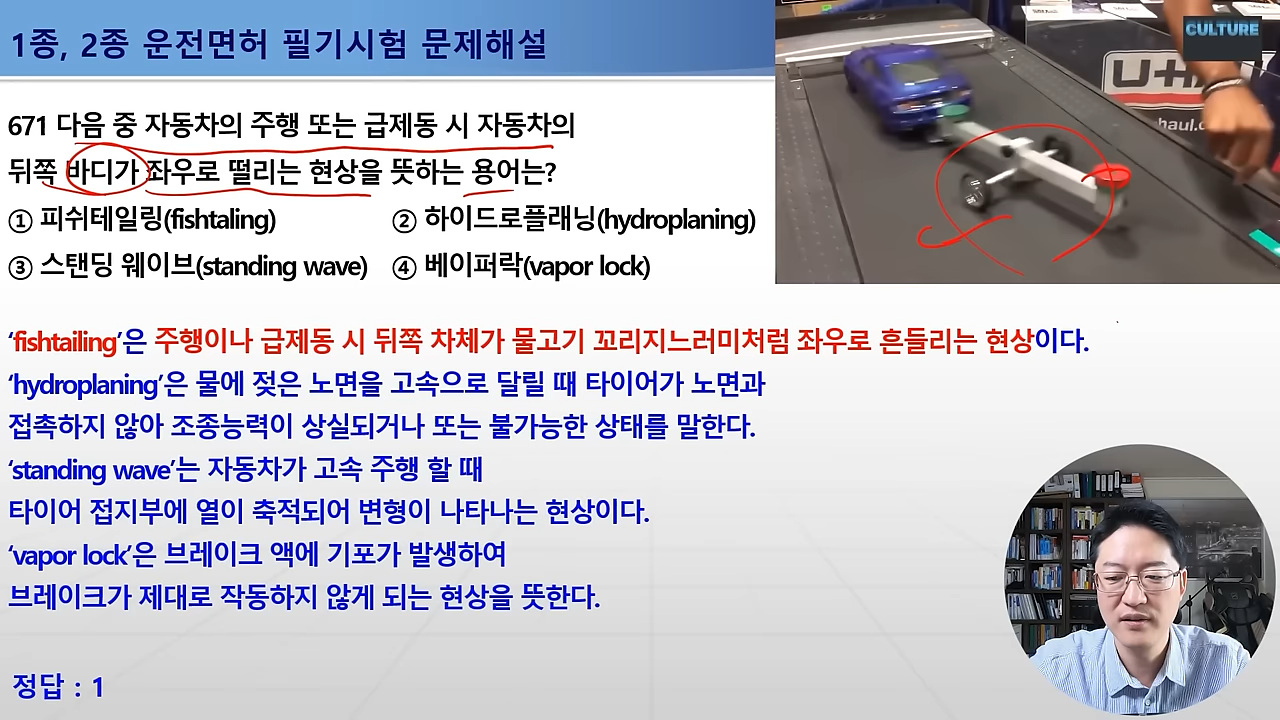 1종, 2종 운전면허 필기시험 문제해설
CULTURE
U-HA
haul.c
671 다음 중 자동차의 주행 또는 급제동 시 자동차의
뒤쪽 바디가 좌우로 떨리는 현상을 뜻하는 용어는?
① 피쉬테일링(fishtaling) ② 하이드로플래닝(hydroplaning)
③ 스탠딩 웨이브(standing wave) ④ 베이퍼락(vapor lock)
‘fishtailing’은 주행이나 급제동 시 뒤쪽 차체가 물고기 꼬리지느러미처럼 좌우로 흔들리는 현상이다.
‘hydroplaning’은 물에 젖은 노면을 고속으로 달릴 때 타이어가 노면과
접촉하지 않아 조종능력이 상실되거나 또는 불가능한 상태를 말한다.
‘standing wave’는 자동차가 고속 주행 할 때
타이어 접지부에 열이 축적되어 변형이 나타나는 현상이다.
‘vapor lock’은 브레이크 액에 기포가 발생하여
브레이크가 제대로 작동하지 않게 되는 현상을 뜻한다.
정답 : 1